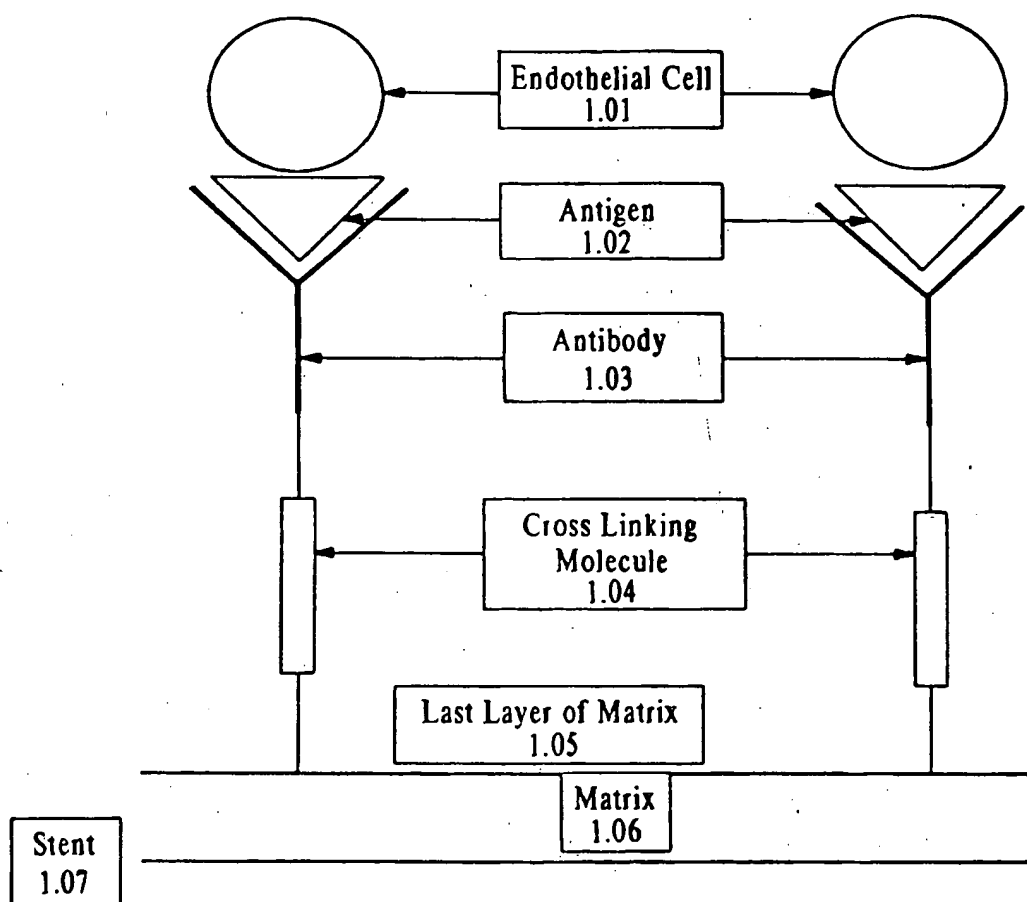 Endothelial Cell
1.01
Antigen
1.02
Antibody
1.03
Cross Linking
Molecule
1.04
Last Layer of Matrix
1.05
Matrix
1.06
Stent
1.07